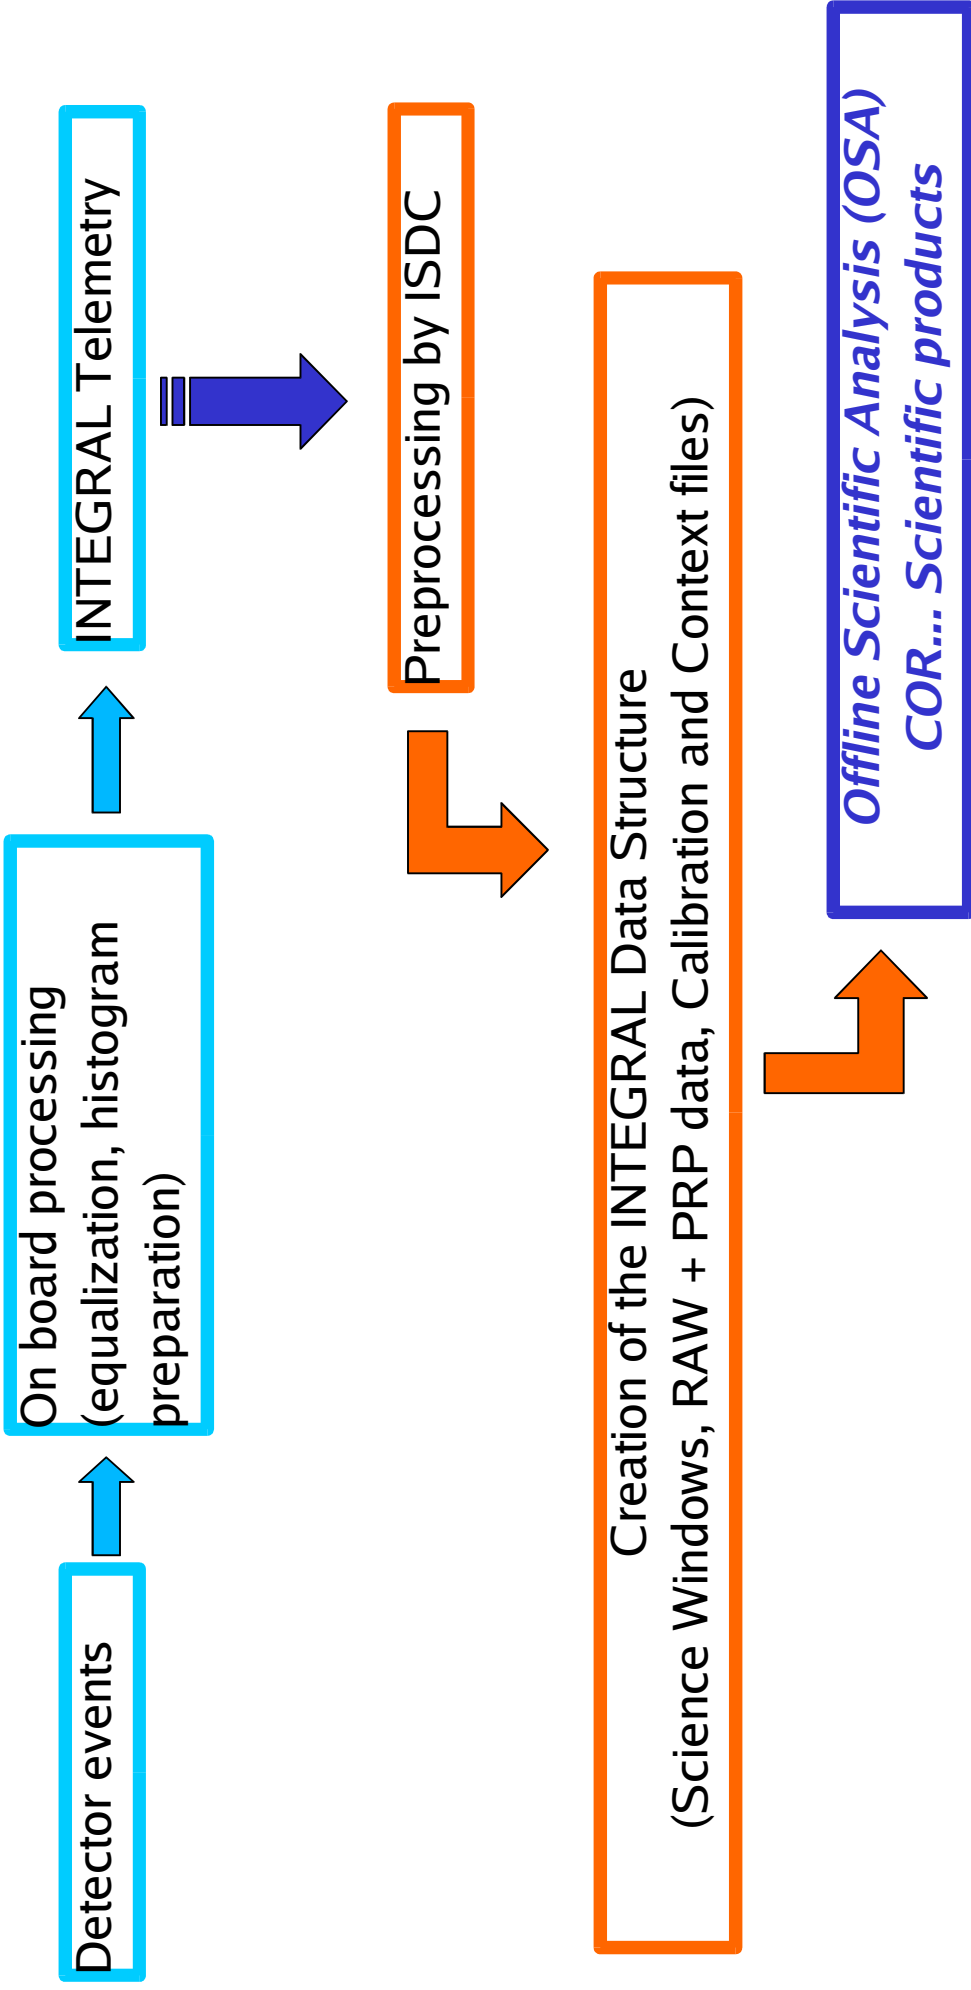 Detector events
On board processing
(equalization, histogram
preparation)
INTEGRAL Telemetry
Preprocessing by ISDC
Creation of the INTEGRAL Data Structure
(Science Windows, RAW + PRP data, Calibration and Context files)
Offline Scientific Analysis (OSA)
COR... Scientific products